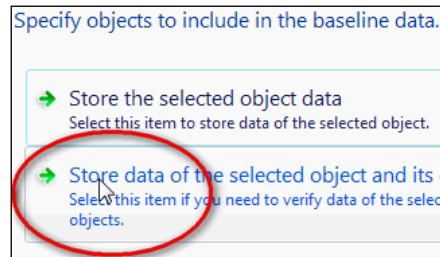 Specify objects to include in the baseline data.
Store the selected object data
Select this item to store data of the selected object.
Store data of the selected object and its
Select this item if you need to verify data of the selec
objects.